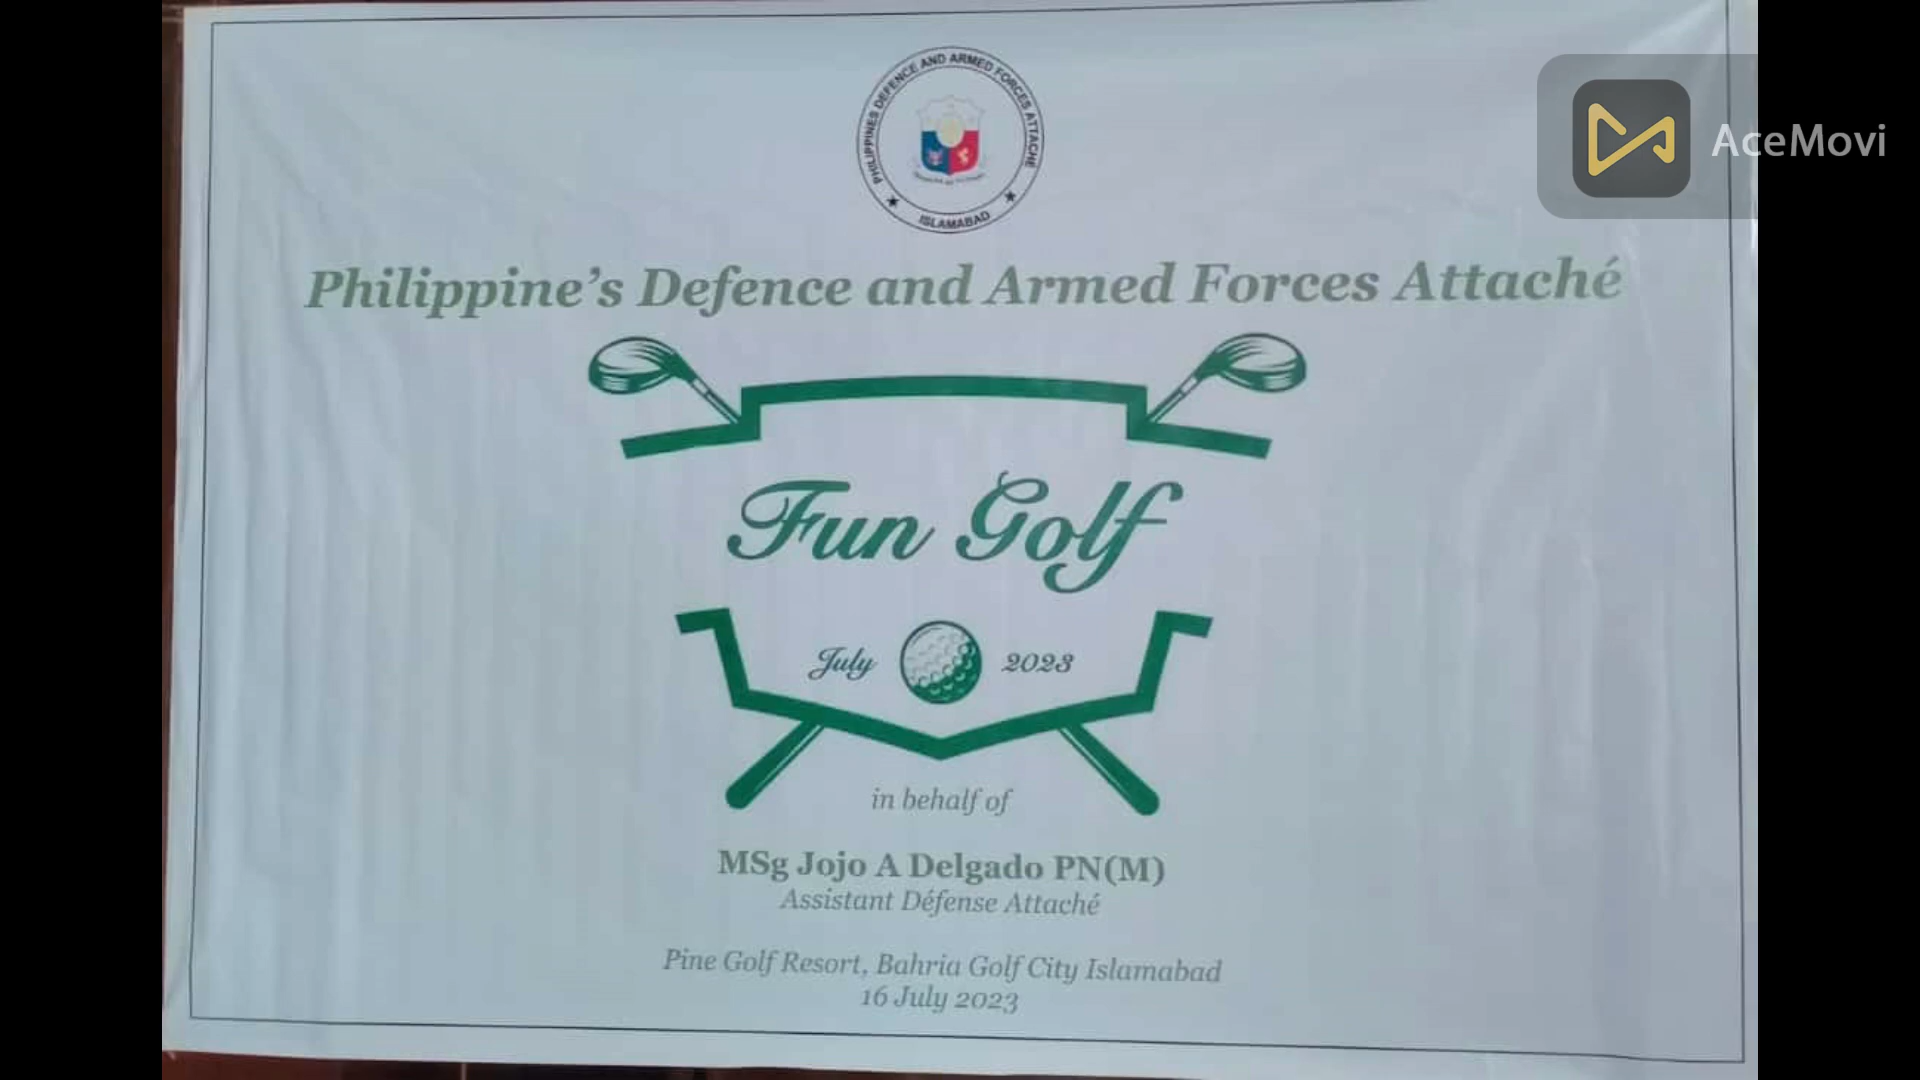 PHILIPPINES DEFENCE AND ARMED FORCES ATTACHE
ISLAMABAD
AceMovi
Philippine's Defence and Armed Forces Attaché
Fun Golf
July 2023
in behalf of
MSg Jojo A Delgado PN(M)
Assistant Défense Attaché
Pine Golf Resort, Bahria Golf City Islamabad
16 July 2023